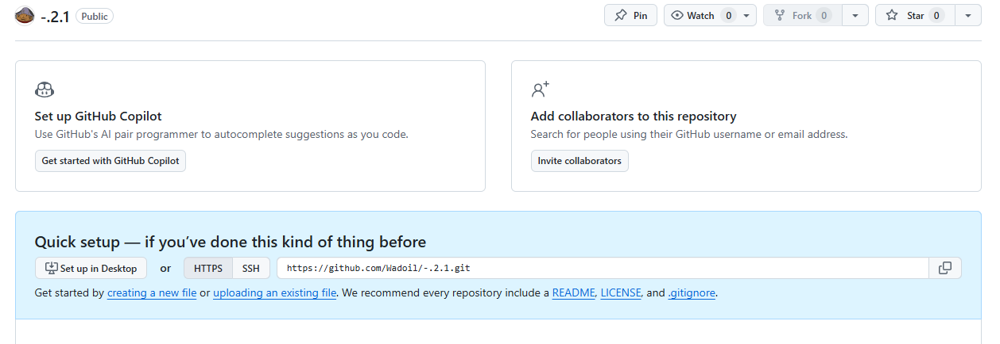 -.2.1 Public Pin Watch 0 Fork 0 Star 0
Set up GitHub Copilot
Use GitHub's AI pair programmer to autocomplete suggestions as you code.
Get started with GitHub Copilot
Add collaborators to this repository
Search for people using their GitHub username or email address.
Invite collaborators
Quick setup — if you’ve done this kind of thing before
Set up in Desktop or HTTPS SSH https://github.com/Wadoil/-.2.1.git
Get started by creating a new file or uploading an existing file. We recommend every repository include a README, LICENSE, and .gitignore.